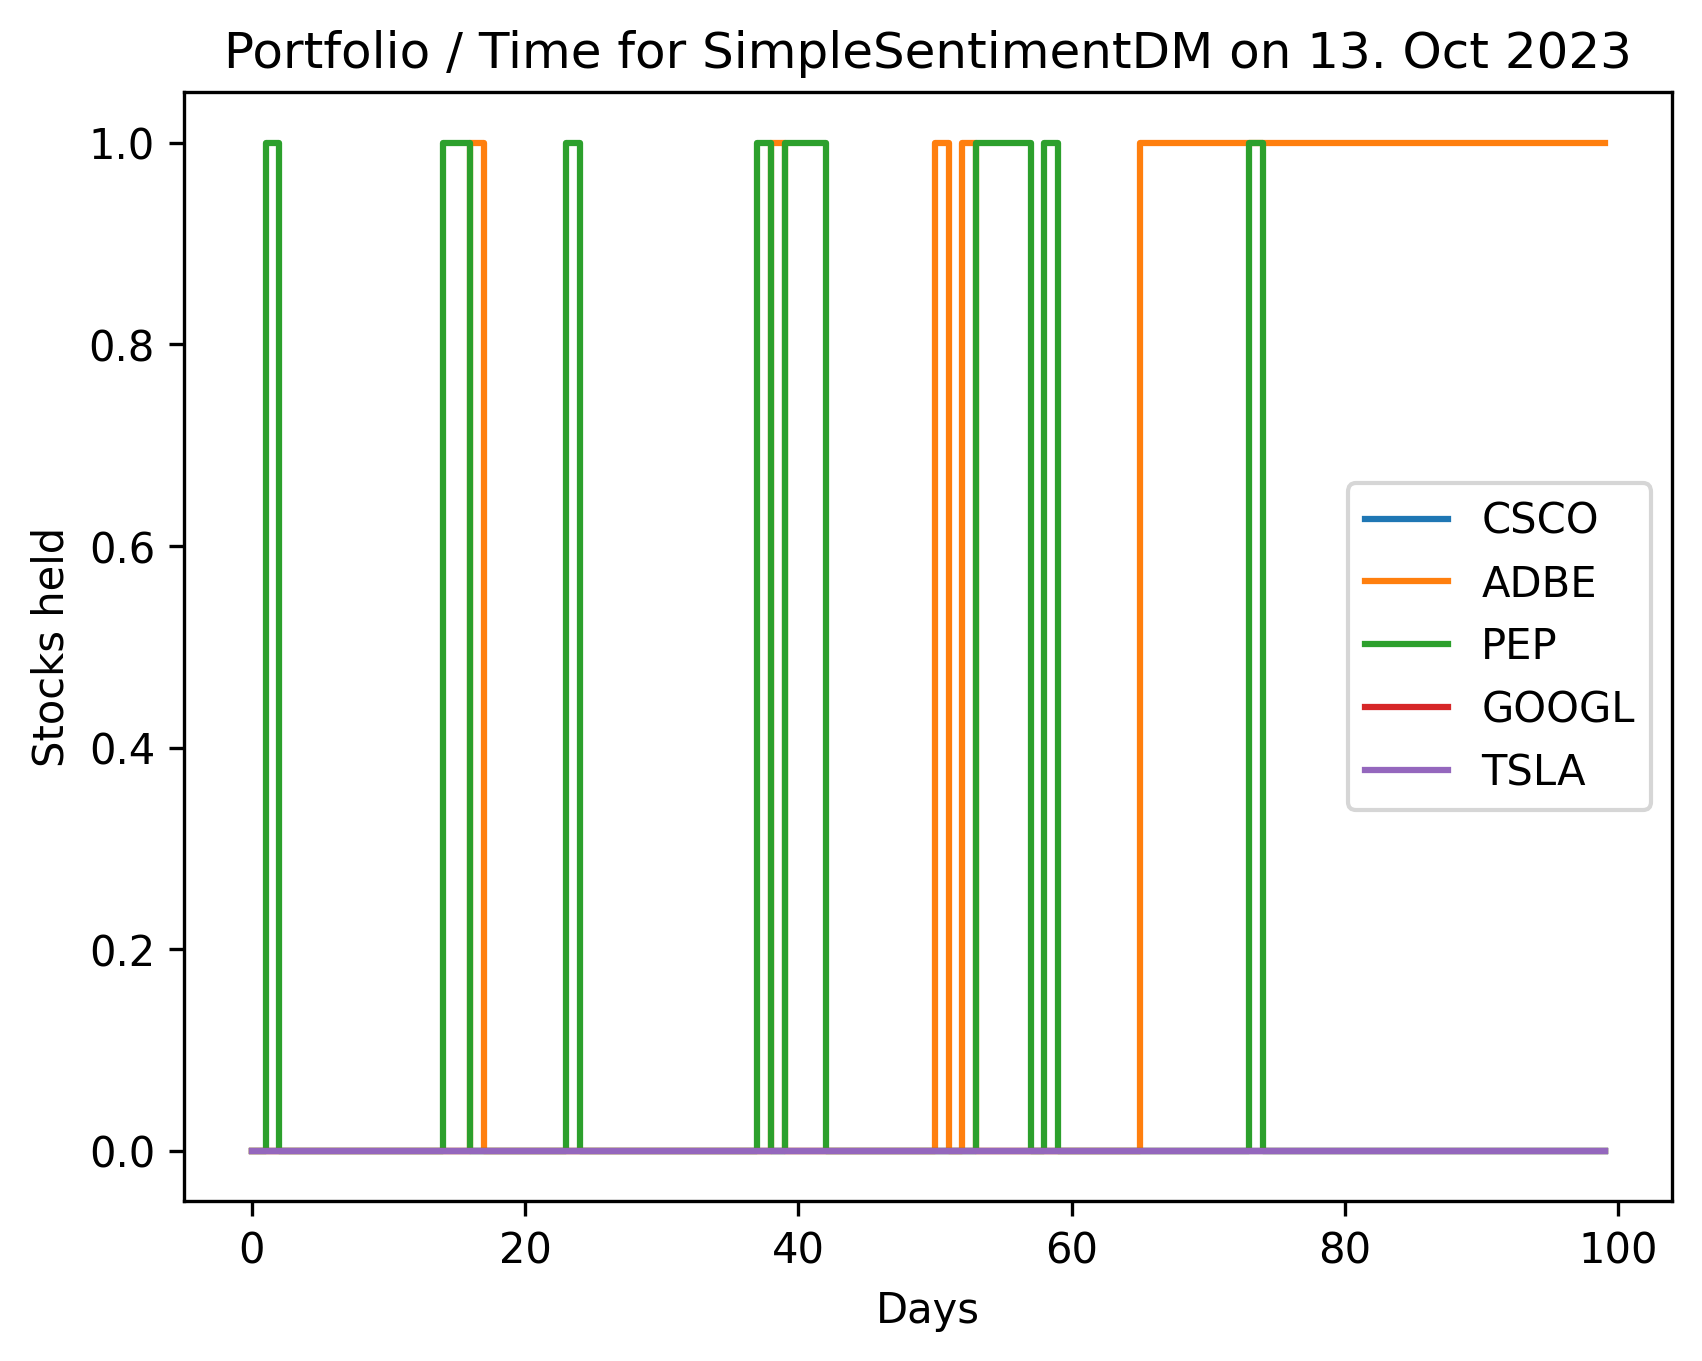 Portfolio / Time for SimpleSentimentDM on 13. Oct 2023
1.0
0.8
0.6
0.4
0.2
0.0
Stocks held
CSCO
ADBE
PEP
GOOGL
TSLA
0 20 40 60 80 100
Days